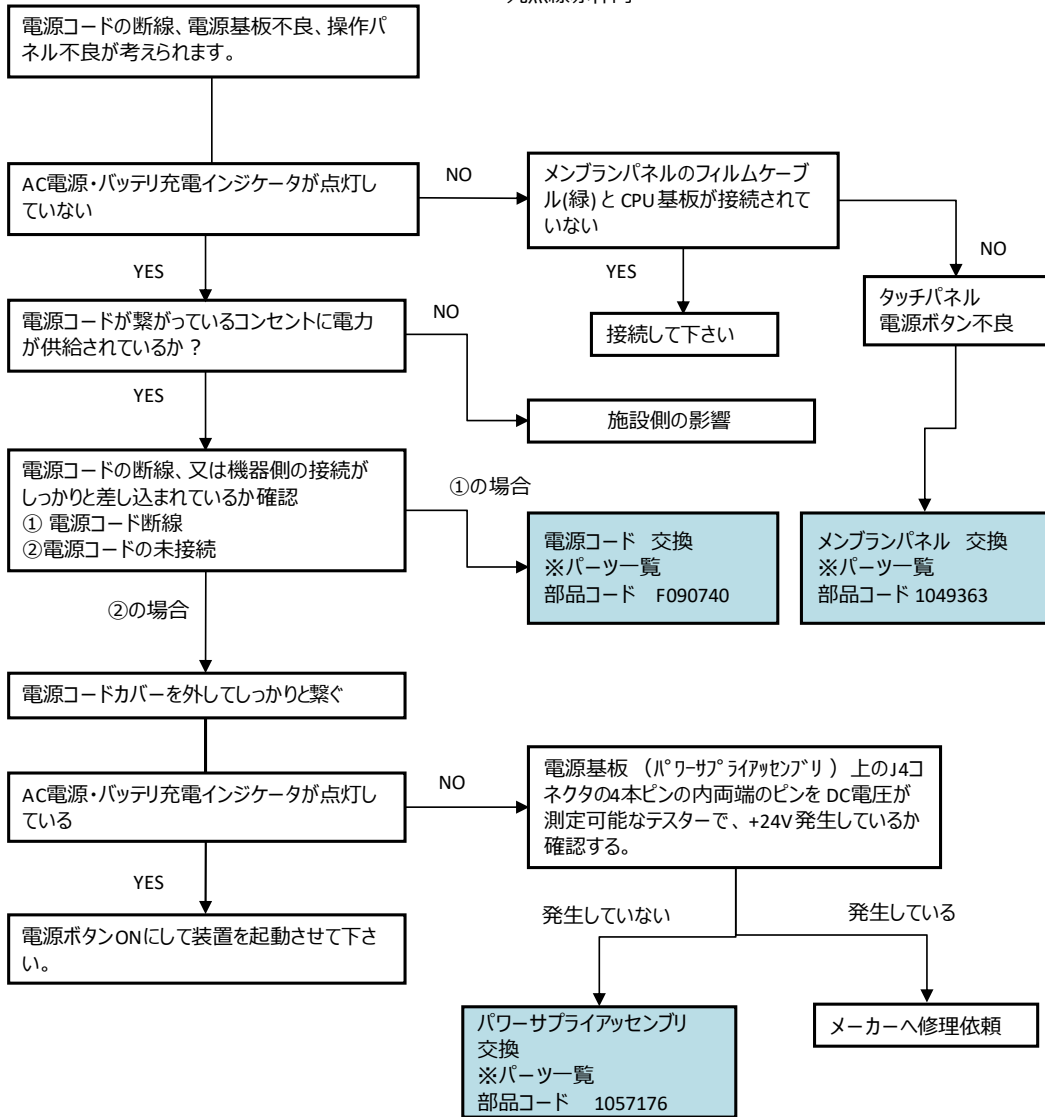 電源コードの断線、電源基板不良、操作パ
ネル不良が考えられます。
AC電源・バッテリ充電インジケータが点灯し
ていない
NO
メンブランパネルのフィルムケーブ
ル(緑)と CPU基板が接続されて
いない
YES
YES
NO
電源コードが繋がっているコンセントに電力
が供給されているか？
NO
接続して下さい
タッチパネル
電源ボタン不良
YES
施設側の影響
電源コードの断線、又は機器側の接続が
しっかりと差し込まれているか確認
① 電源コード断線
②電源コードの未接続
①の場合
電源コード 交換
※パーツ一覧
部品コード F090740
メンブランパネル 交換
※パーツ一覧
部品コード 1049363
②の場合
電源コードカバーを外してしっかりと繋ぐ
AC電源・バッテリ充電インジケータが点灯し
ている
NO
電源基板（ﾊﾟﾜｰｻﾌﾟﾗｲｱｯｾﾝﾌﾞﾘ）上のJ4コ
ネクタの4本ピンの内両端のピンを DC電圧が
測定可能なテスターで、+24V発生しているか
確認する。
YES
発生していない
発生している
電源ボタンONにして装置を起動させて下さ
い。
パワーサプライアッセンブリ
交換
※パーツ一覧
部品コード 1057176
メーカーへ修理依頼